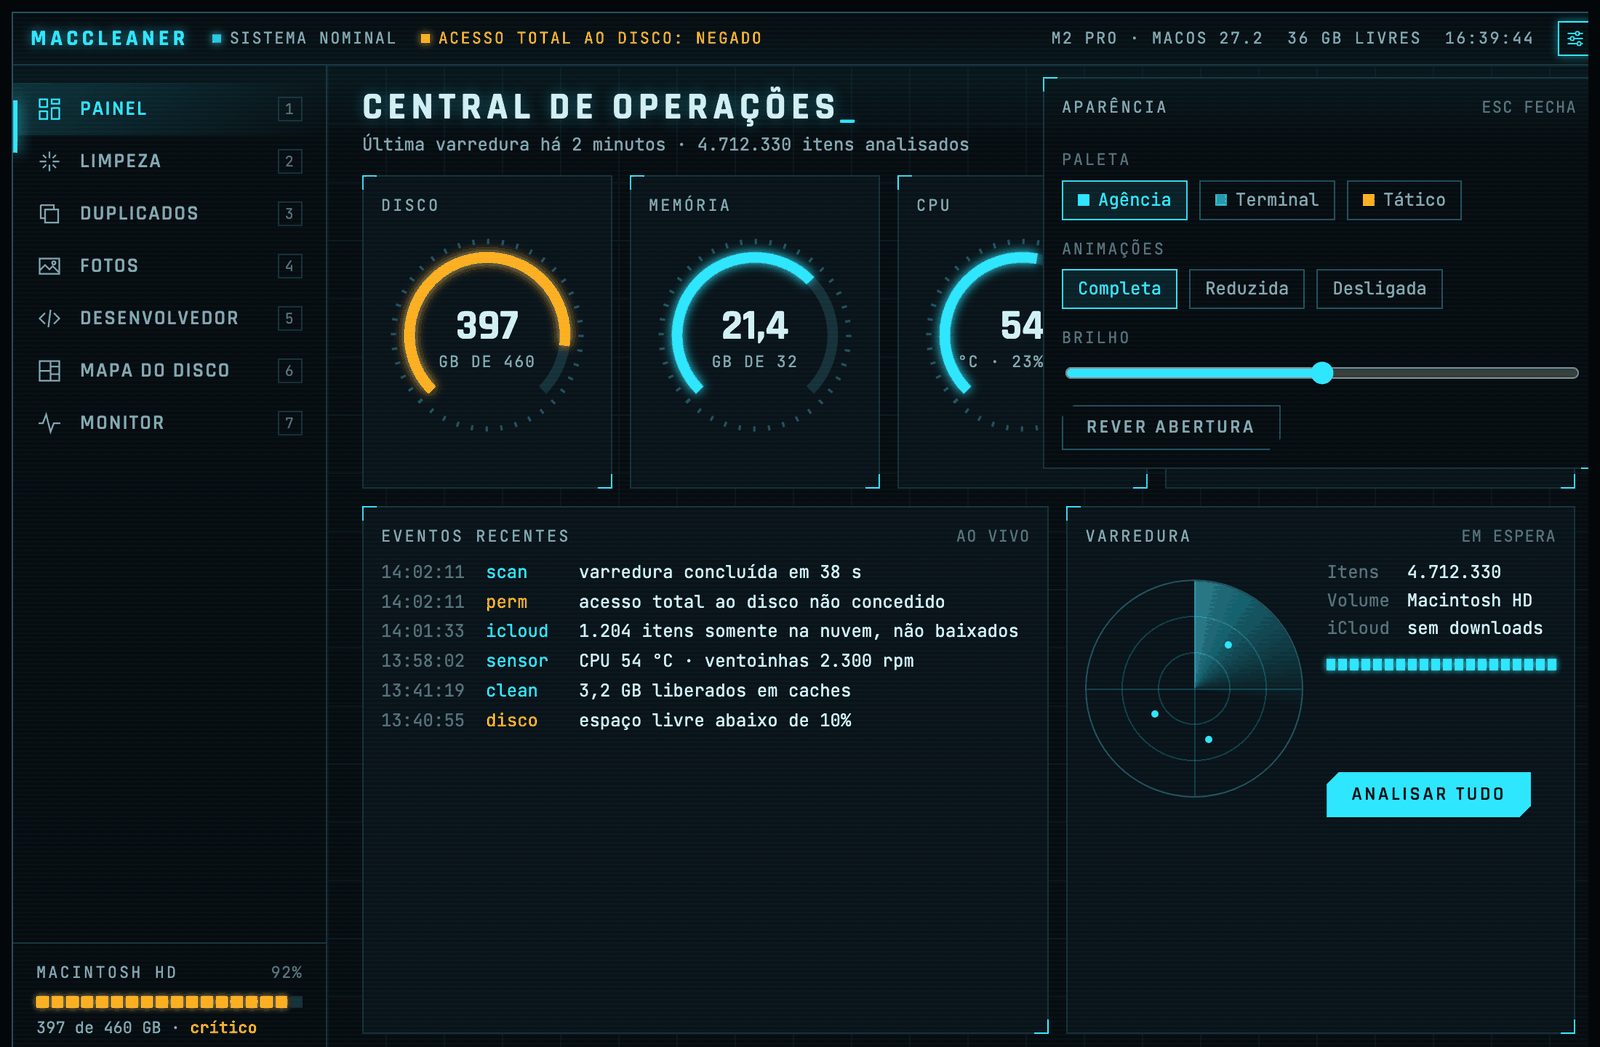 MACCLEANER SISTEMA NOMINAL ACESSO TOTAL AO DISCO: NEGADO M2 PRO · MACOS 27.2 36 GB LIVRES 16:39:44
PAINEL 1
LIMPEZA 2
DUPLICADOS 3
FOTOS 4
DESENVOLVEDOR 5
MAPA DO DISCO 6
MONITOR 7
MACINTOSH HD 92%
397 de 460 GB · crítico
CENTRAL DE OPERAÇÕES_
Última varredura há 2 minutos · 4.712.330 itens analisados
DISCO
397
GB DE 460
MEMÓRIA
21,4
GB DE 32
CPU
54
°C · 23%
APARÊNCIA ESC FECHA
PALETA
Agência Terminal Tático
ANIMAÇÕES
Completa Reduzida Desligada
BRILHO
REVER ABERTURA
EVENTOS RECENTES AO VIVO
14:02:11 scan varredura concluída em 38 s
14:02:11 perm acesso total ao disco não concedido
14:01:33 icloud 1.204 itens somente na nuvem, não baixados
13:58:02 sensor CPU 54 °C · ventoinhas 2.300 rpm
13:41:19 clean 3,2 GB liberados em caches
13:40:55 disco espaço livre abaixo de 10%
VARREDURA EM ESPERA
Itens 4.712.330
Volume Macintosh HD
iCloud sem downloads
ANALISAR TUDO